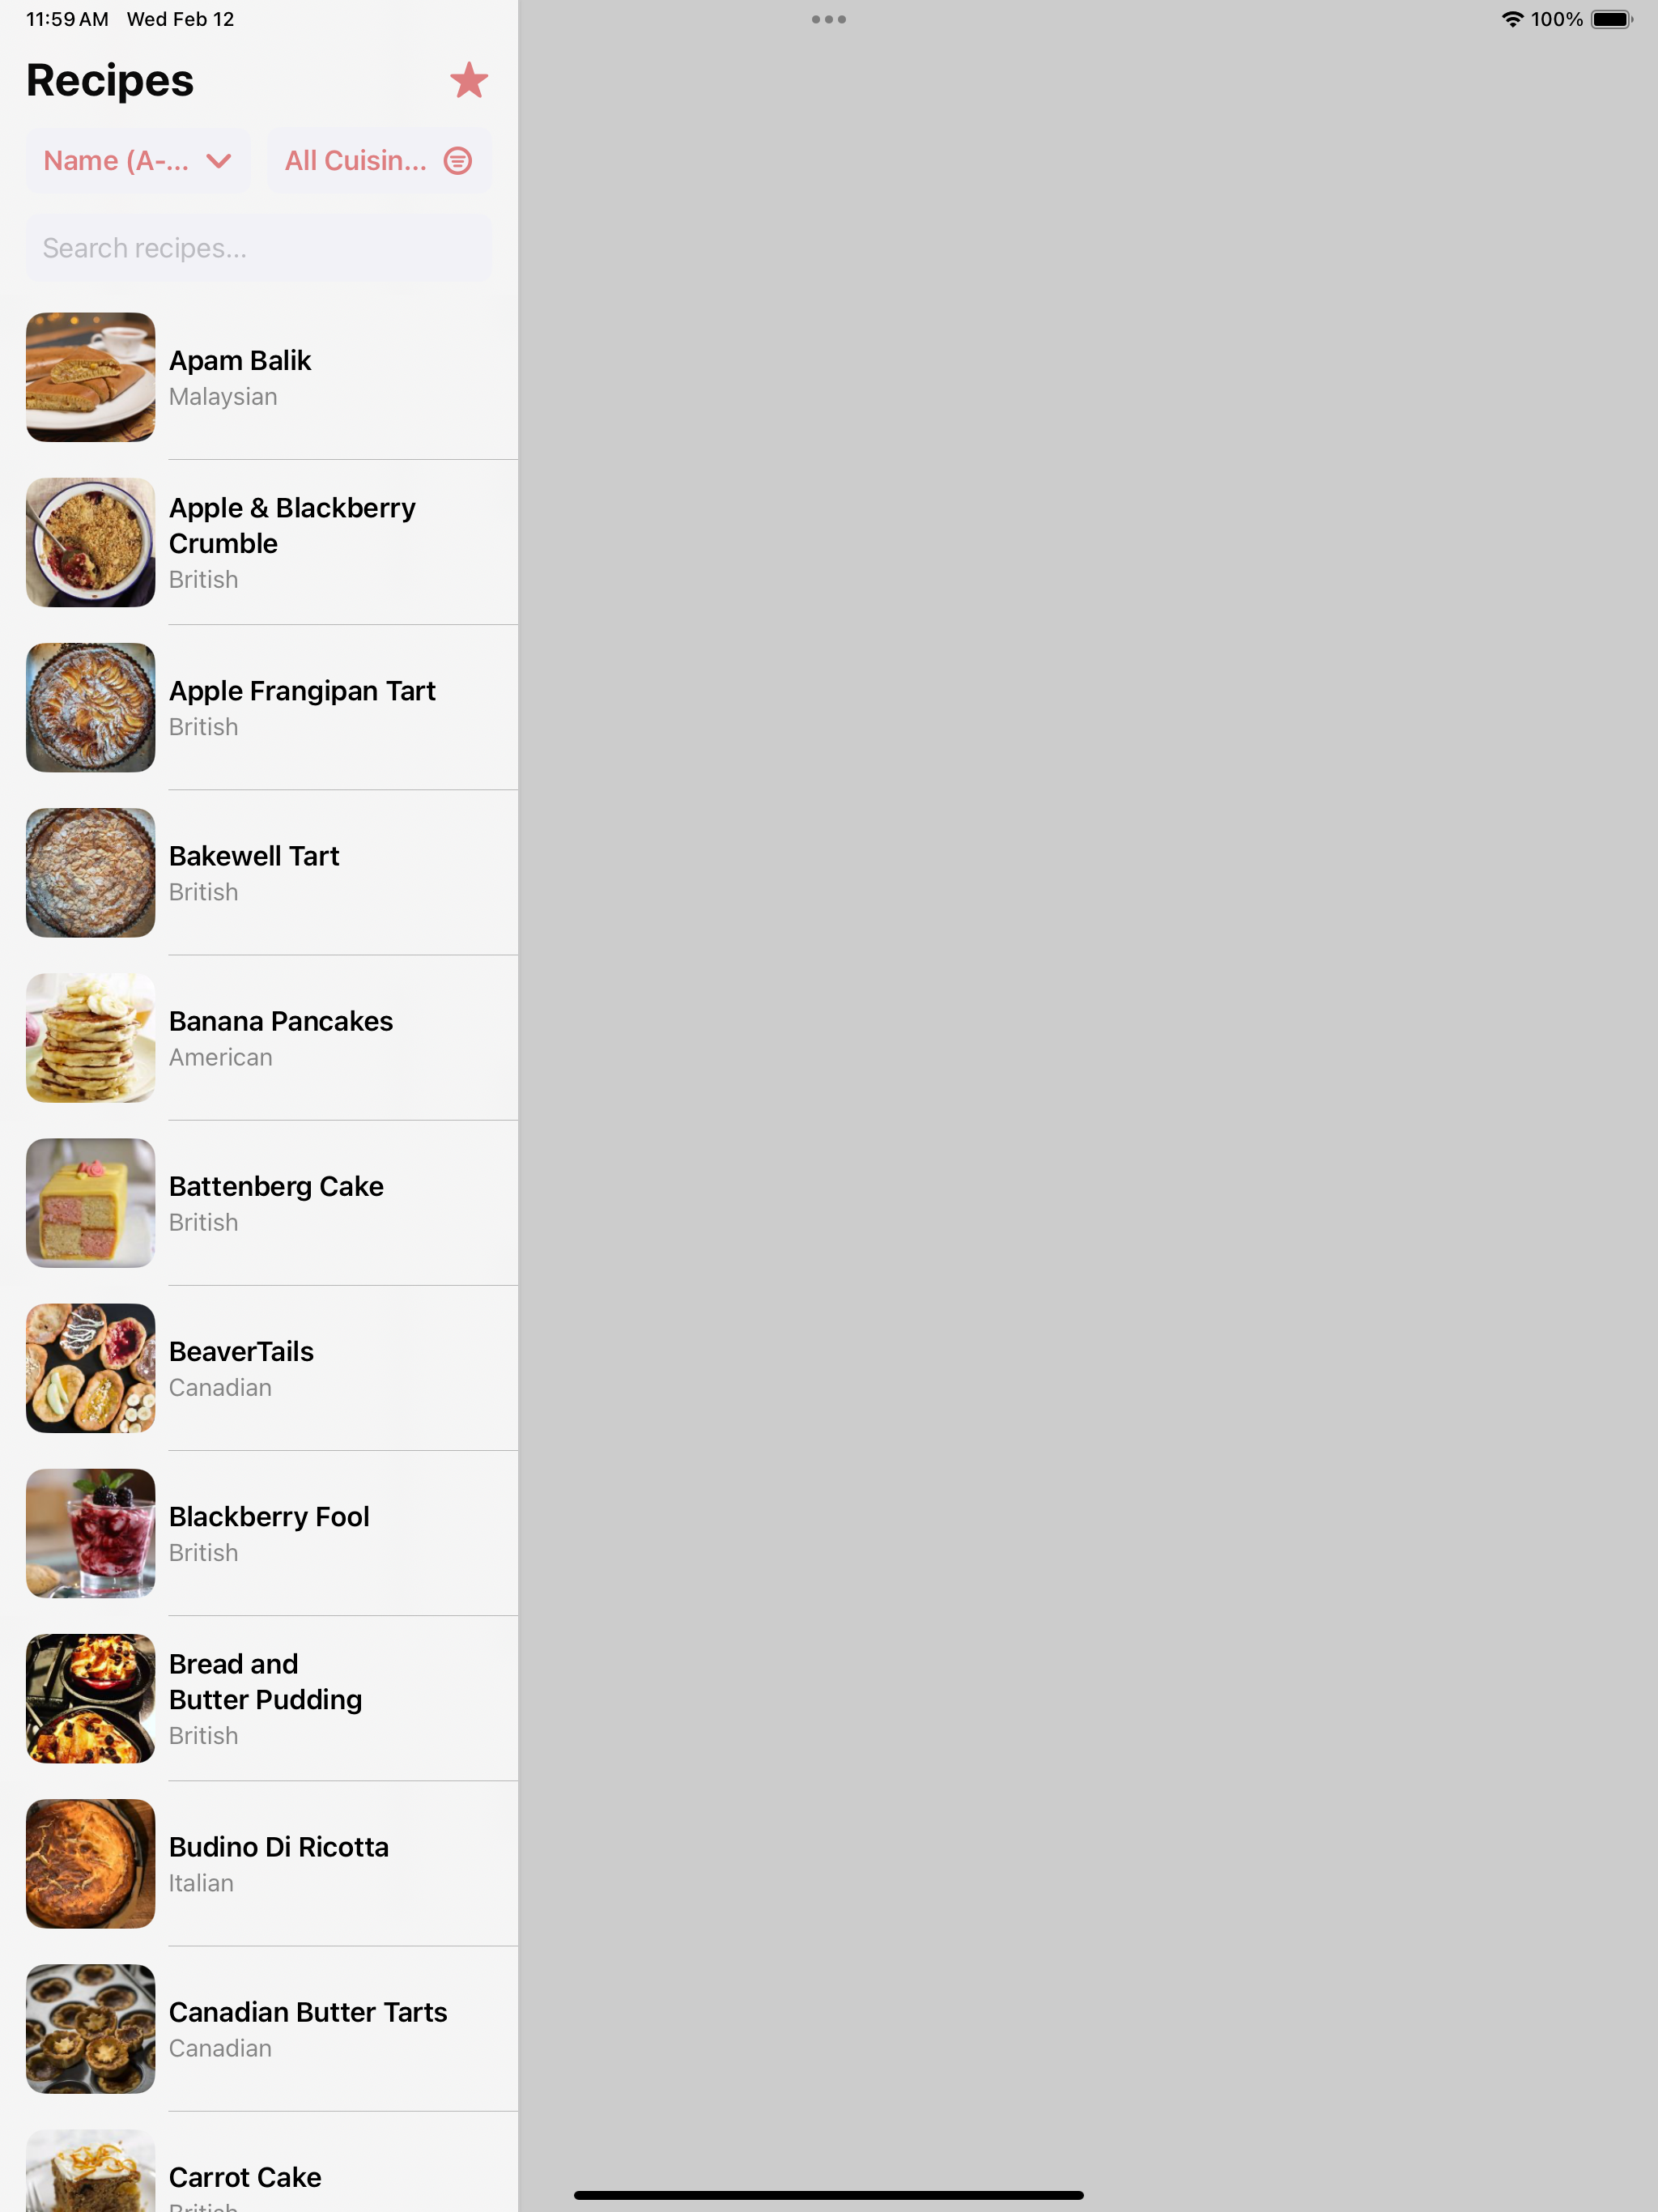 11:59 AM Wed Feb 12
100%
Recipes
Name (A-...
All Cuisin...
Search recipes...
Apam Balik
Malaysian
Apple & Blackberry
Crumble
British
Apple Frangipan Tart
British
Bakewell Tart
British
Banana Pancakes
American
Battenberg Cake
British
BeaverTails
Canadian
Blackberry Fool
British
Bread and
Butter Pudding
British
Budino Di Ricotta
Italian
Canadian Butter Tarts
Canadian
Carrot Cake
British